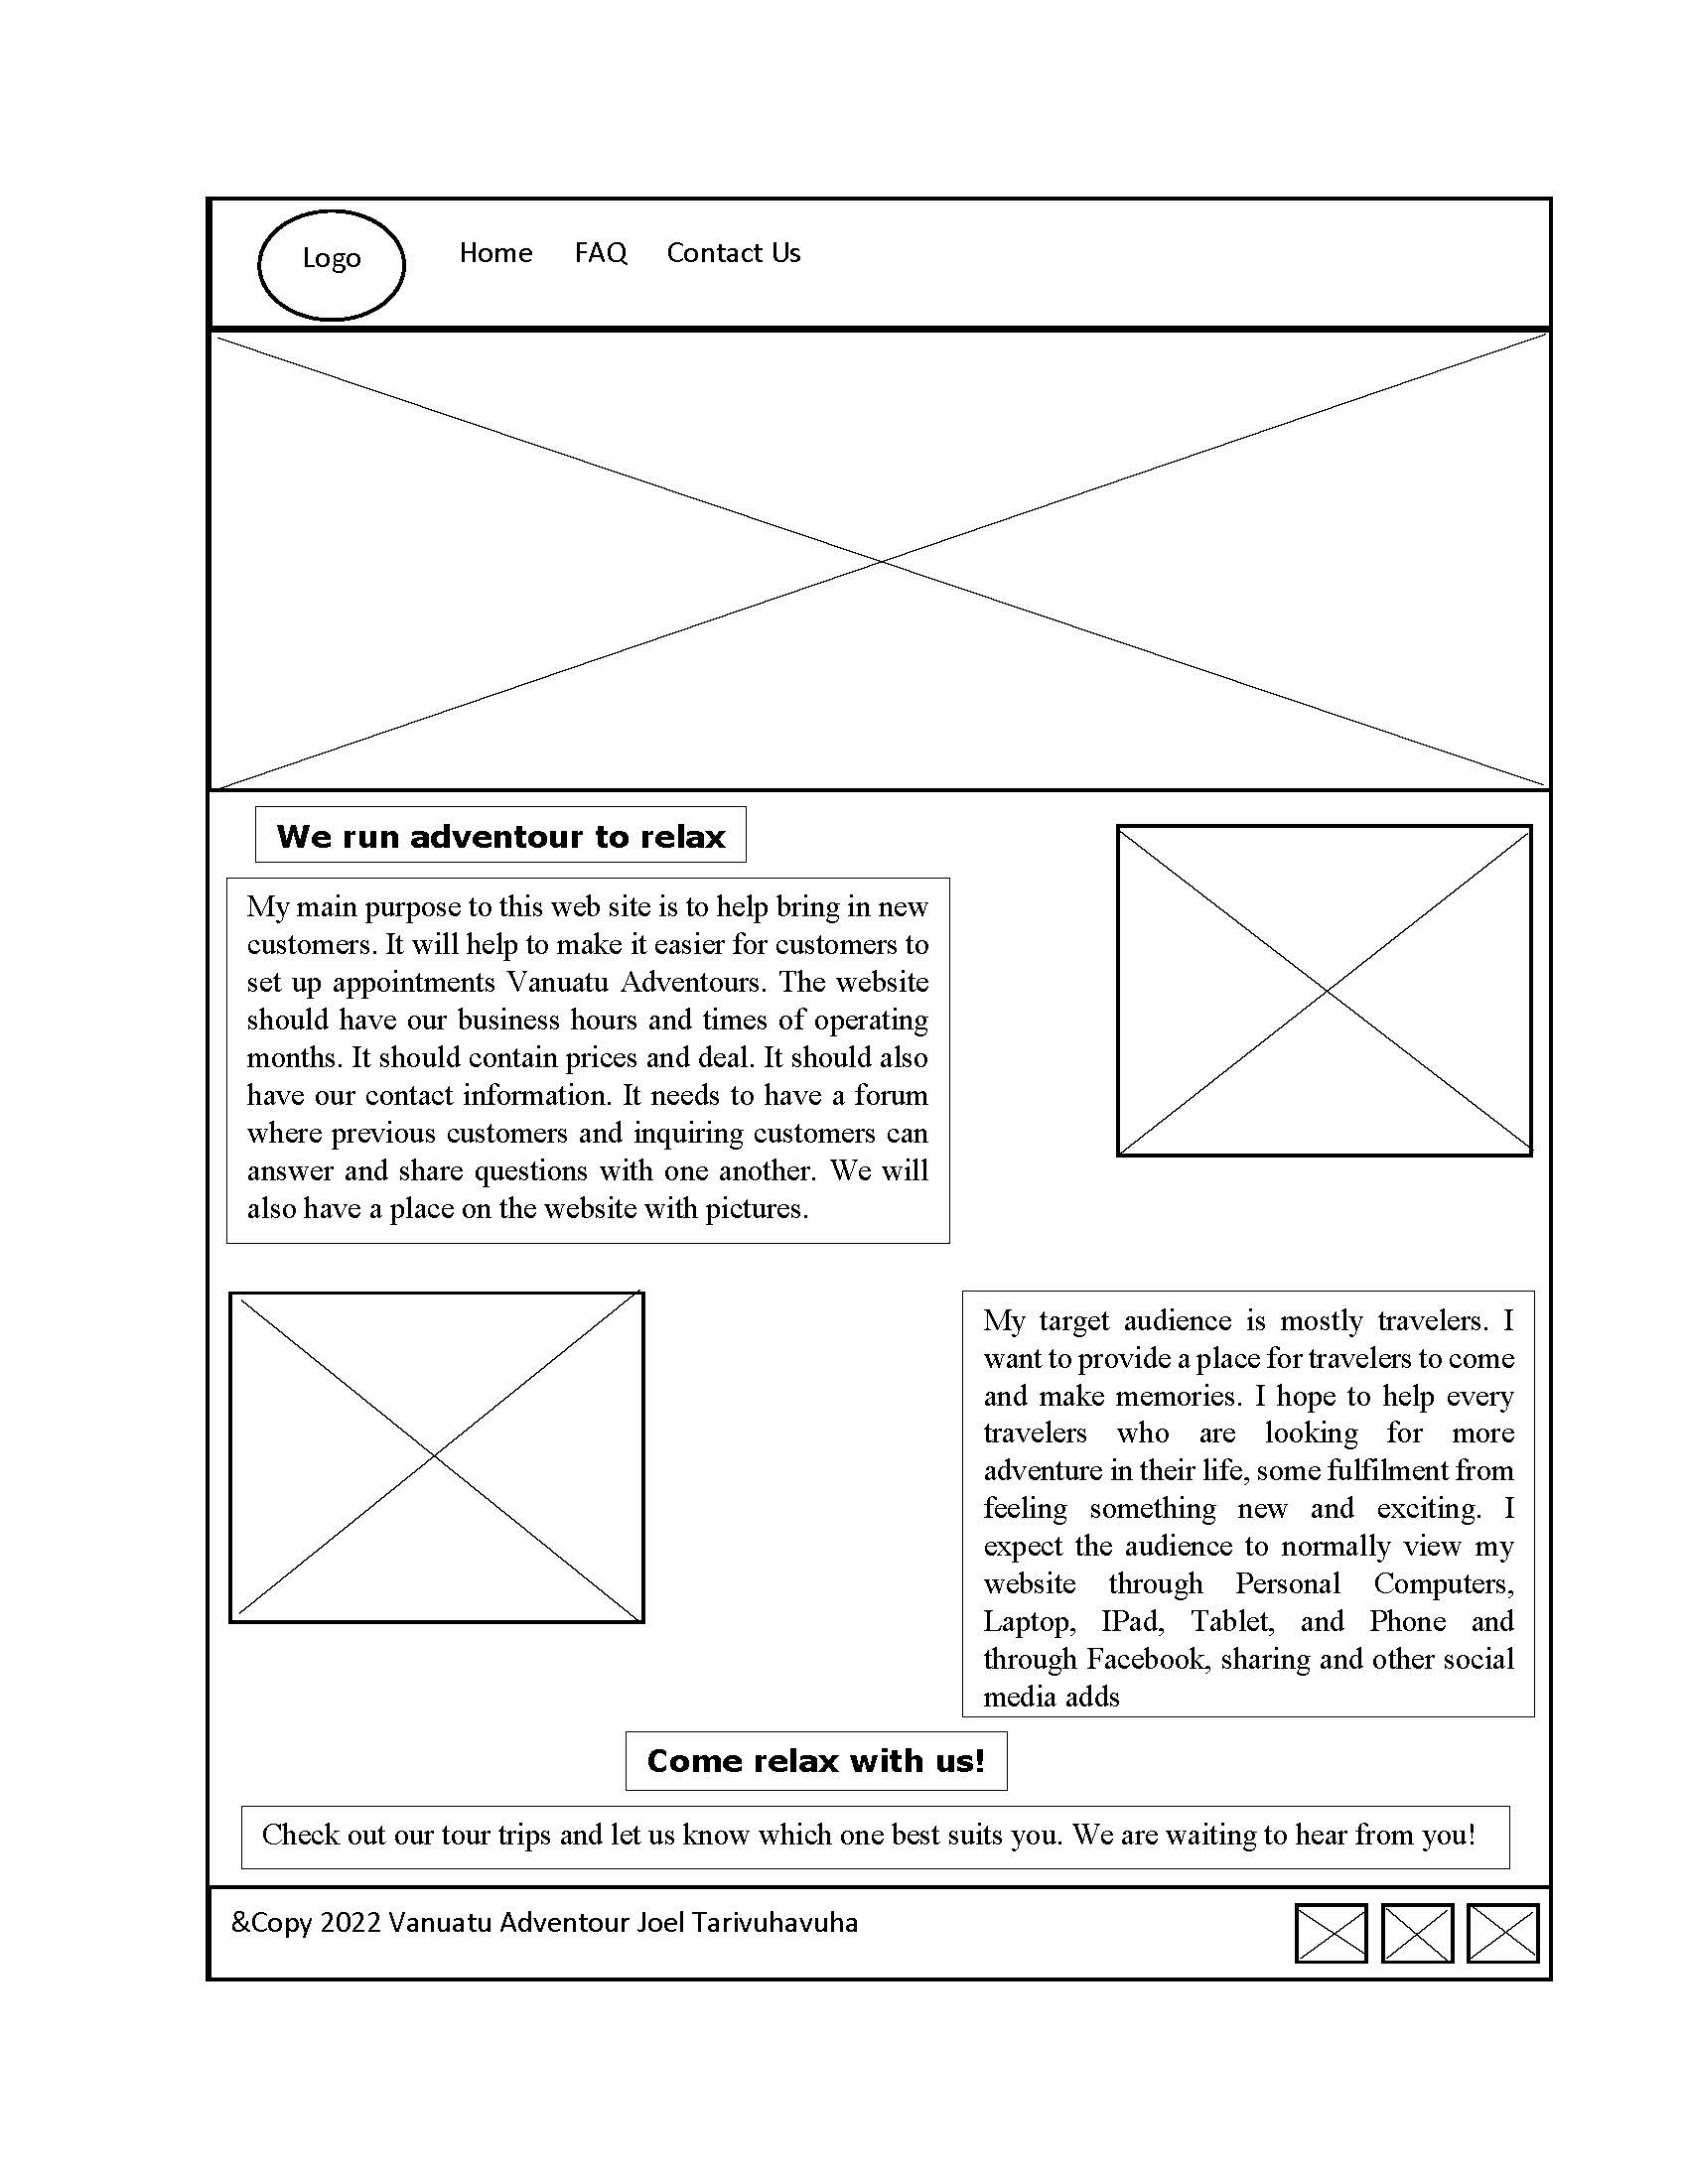 Logo
Home FAQ Contact Us
We run adventour to relax
My main purpose to this web site is to help bring in new
customers. It will help to make it easier for customers to
set up appointments Vanuatu Adventours. The website
should have our business hours and times of operating
months. It should contain prices and deal. It should also
have our contact information. It needs to have a forum
where previous customers and inquiring customers can
answer and share questions with one another. We will
also have a place on the website with pictures.
My target audience is mostly travelers. I
want to provide a place for travelers to come
and make memories. I hope to help every
travelers who are looking for more
adventure in their life, some fulfilment from
feeling something new and exciting. I
expect the audience to normally view my
website through Personal Computers,
Laptop, IPad, Tablet, and Phone and
through Facebook, sharing and other social
media adds
Come relax with us!
Check out our tour trips and let us know which one best suits you. We are waiting to hear from you!
&Copy 2022 Vanuatu Adventour Joel Tarivuhavuha